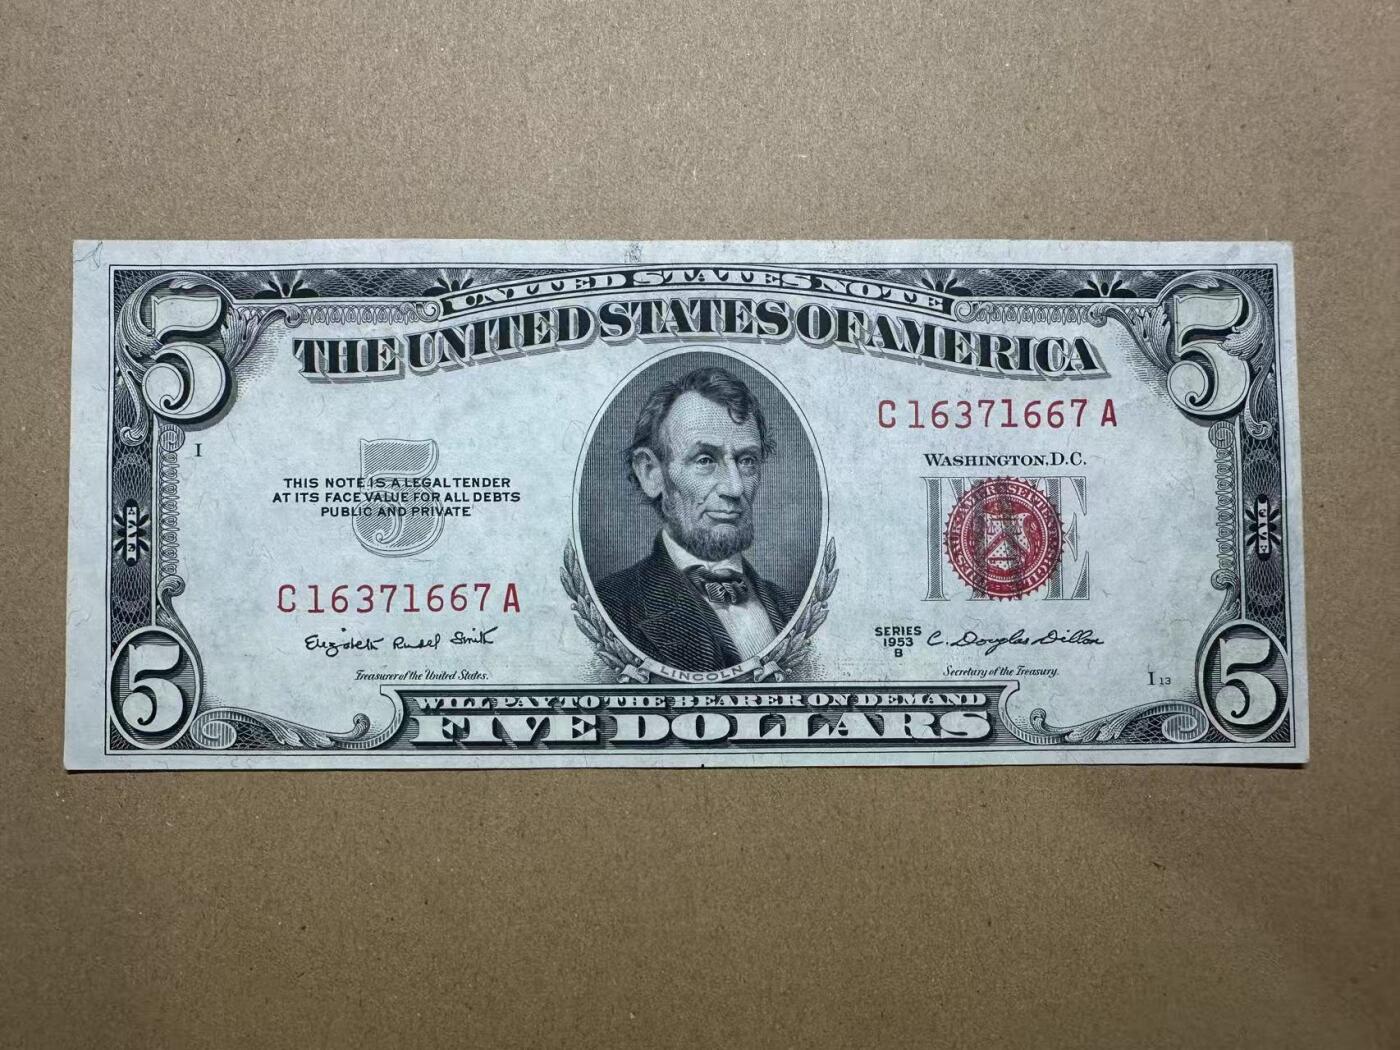 UNITED STATES NOTE
THE UNITED STATES OF AMERICA
5
5
C 16371667 A
I
WASHINGTON, D.C.
5
THIS NOTE IS A LEGAL TENDER
AT ITS FACE VALUE FOR ALL DEBTS
PUBLIC AND PRIVATE
FIVE
FIVE
FIVE
C 16371667 A
Elizabeth Rudel Smith
Treasurer of the United States.
LINCOLN
SERIES
1953
B
C. Douglas Dillon
Secretary of the Treasury.
I 13
5
5
WILL PAY TO THE BEARER ON DEMAND
FIVE DOLLARS